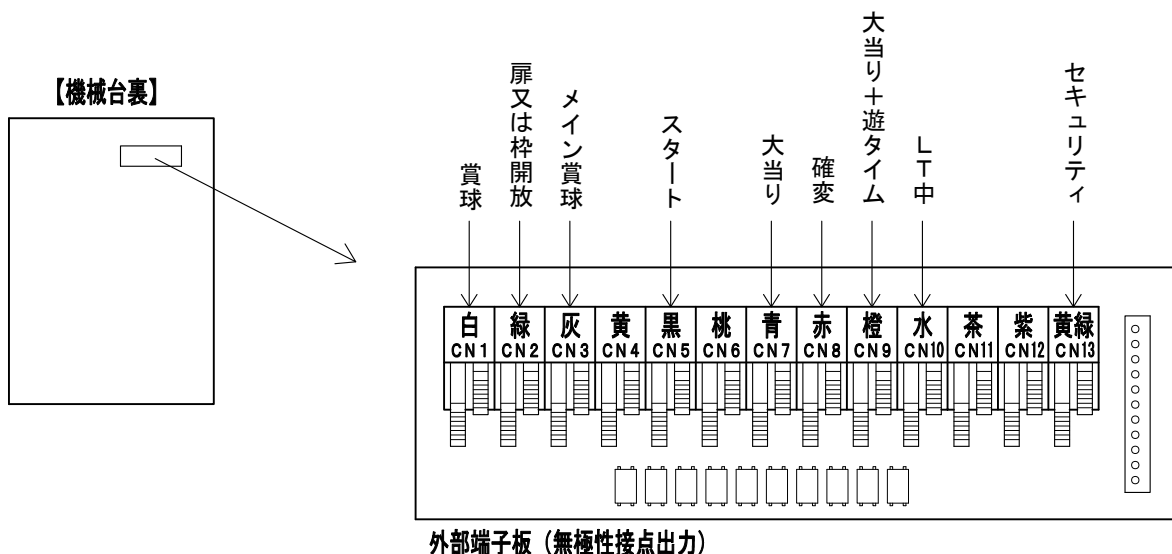 【機械台裏】
賞球
扉又は枠開放
メイン賞球
スタート
大当り
確変
大当り＋遊タイム
ＬＴ中
セキュリティ
白 緑 灰 黄 黒 桃 青 赤 橙 水 茶 紫 黄緑
CN1 CN2 CN3 CN4 CN5 CN6 CN7 CN8 CN9 CN10 CN11 CN12 CN13
外部端子板（無極性接点出力）